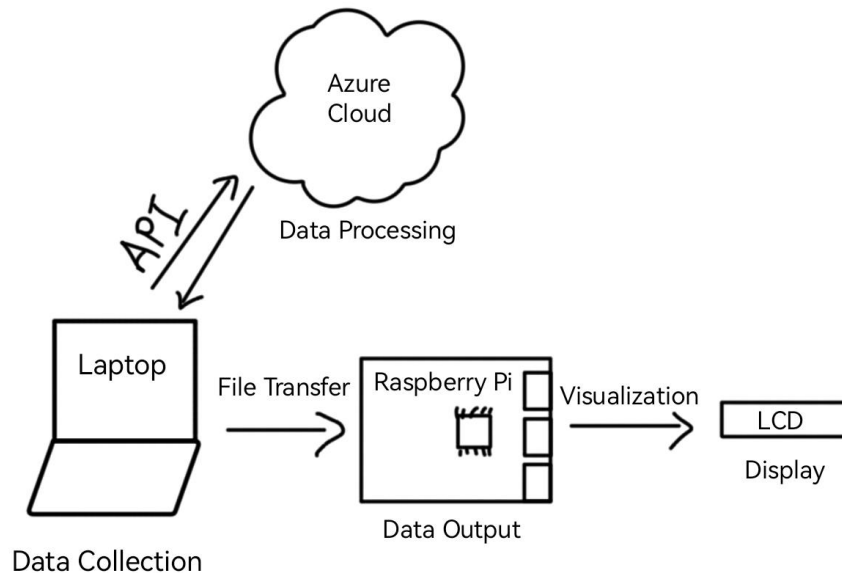 Azure
Cloud
Data Processing
API
Laptop
File Transfer
Raspberry Pi
Visualization
LCD
Display
Data Output
Data Collection